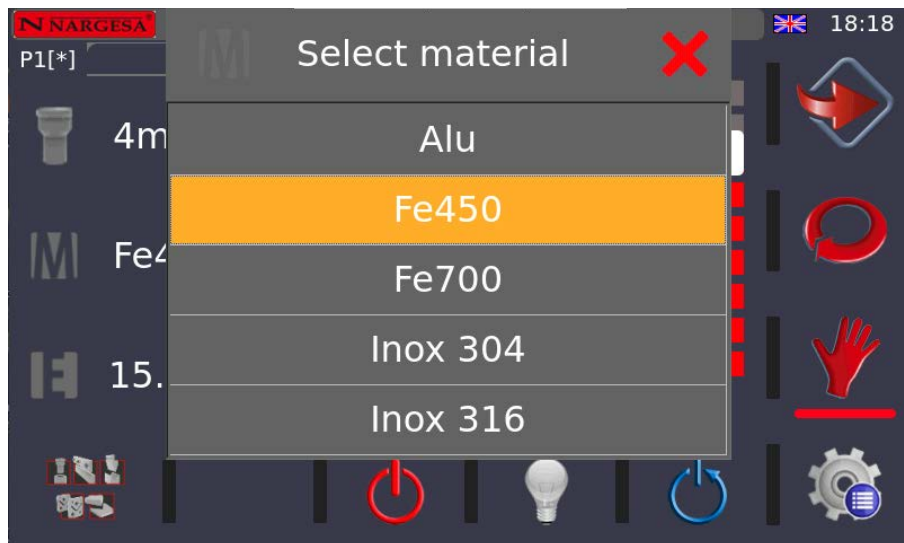 N NARGESA
Select material
18:18
P1[*]
Alu
4m
Fe450
Fe4
Fe700
Inox 304
15.
Inox 316